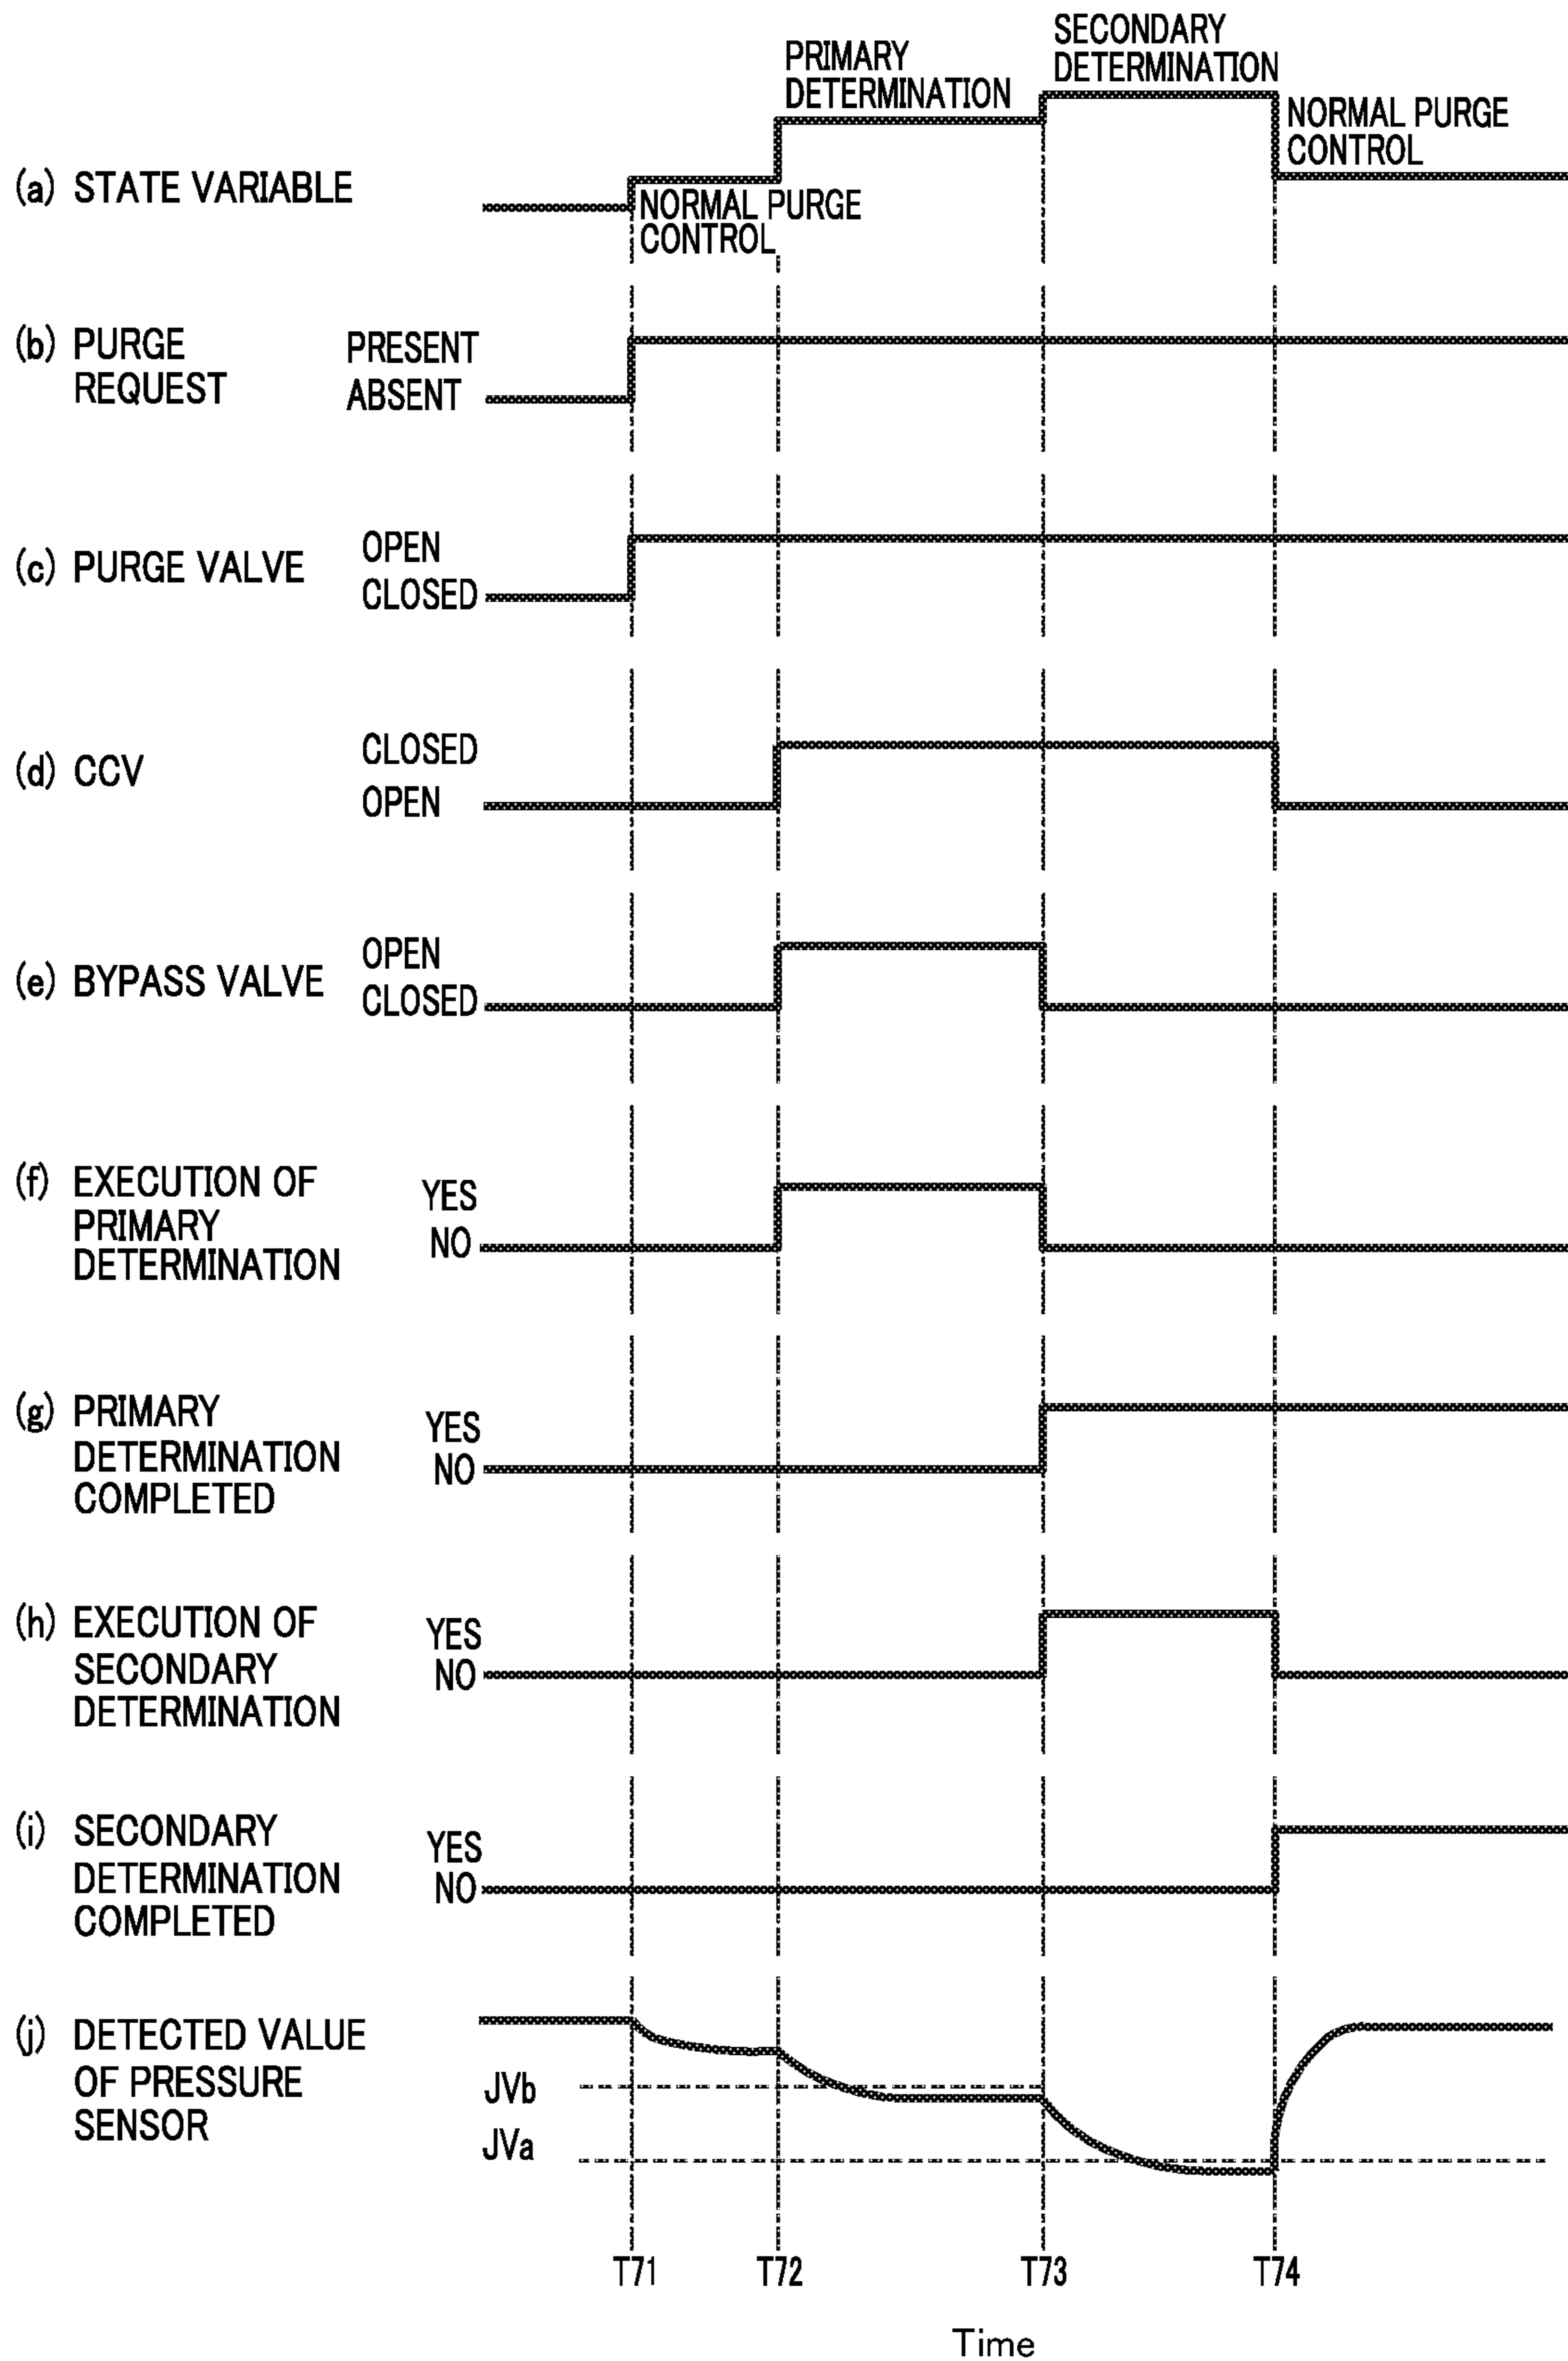 SECONDARY
DETERMINATION
PRIMARY
DETERMINATION
NORMAL PURGE
CONTROL
(a) STATE VARIABLE
NORMAL PURGE
CONTROL
(b) PURGE
REQUEST
PRESENT
ABSENT
(c) PURGE VALVE
OPEN
CLOSED
(d) CCV
CLOSED
OPEN
(e) BYPASS VALVE
OPEN
CLOSED
(f) EXECUTION OF
PRIMARY
DETERMINATION
YES
NO
(g) PRIMARY
DETERMINATION
COMPLETED
YES
NO
(h) EXECUTION OF
SECONDARY
DETERMINATION
YES
NO
(i) SECONDARY
DETERMINATION
COMPLETED
YES
NO
(j) DETECTED VALUE
OF PRESSURE
SENSOR
JVb
JVa
T71 T72 T73 T74
Time